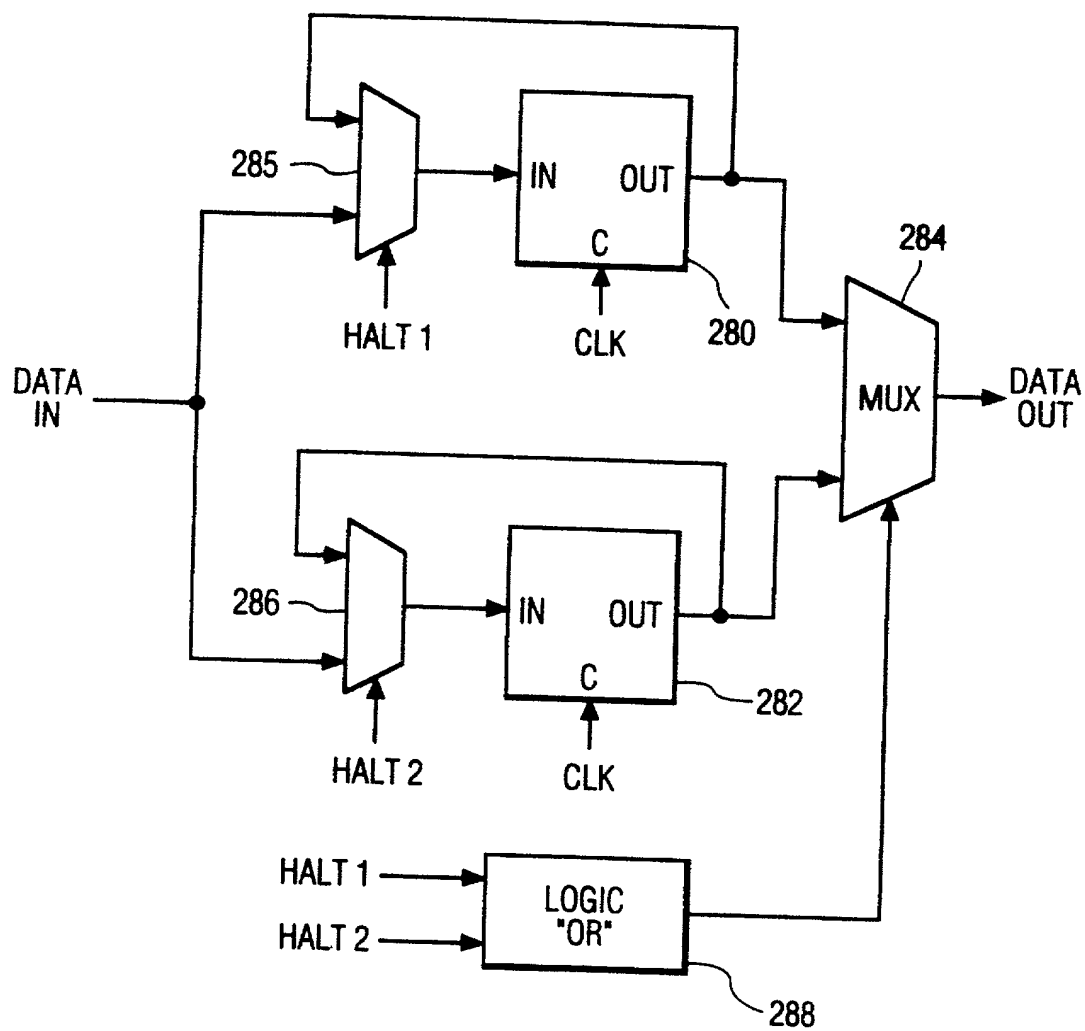 285
IN
OUT
C
280
HALT 1
CLK
284
DATA
IN
MUX
DATA
OUT
286
IN
OUT
C
282
HALT 2
CLK
HALT 1
HALT 2
LOGIC
"OR"
288